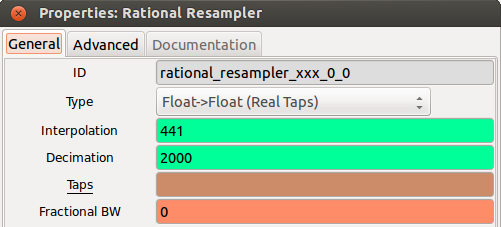 Properties: Rational Resampler
General Advanced Documentation
ID rational_resampler_xxx_0_0
Type Float->Float (Real Taps)
Interpolation 441
Decimation 2000
Taps
Fractional BW 0